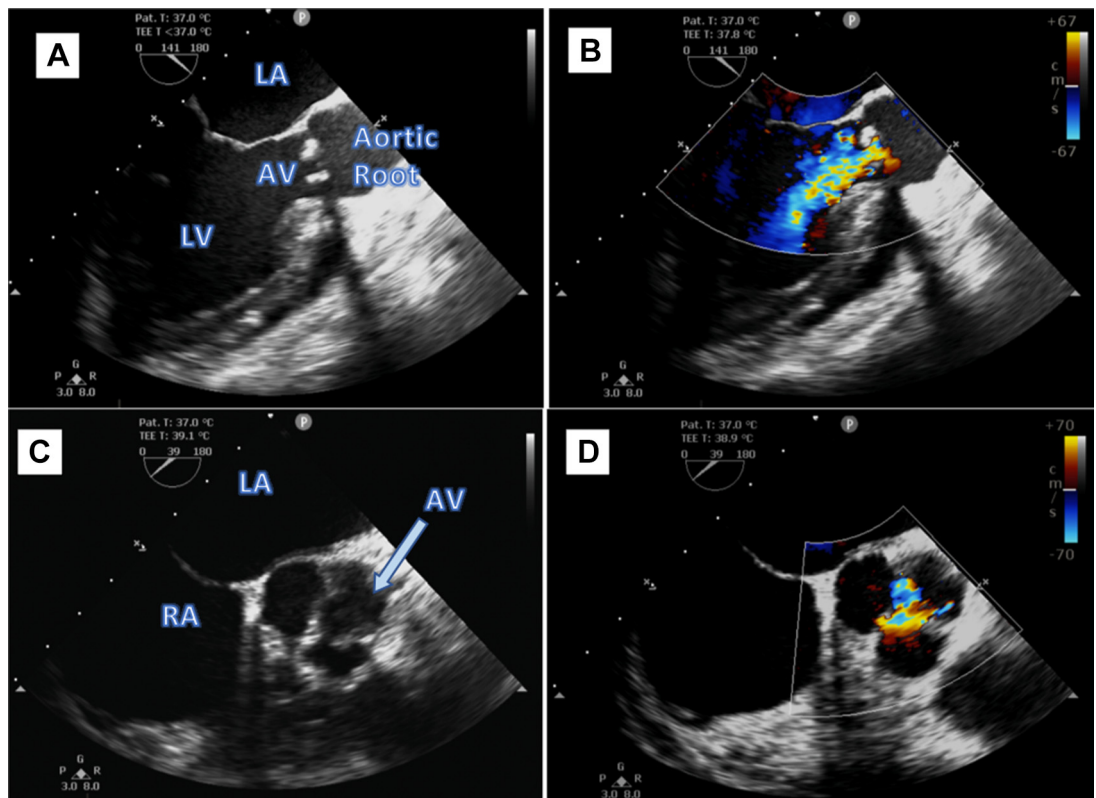 A
Pat. T: 37.0 °C
TEE T <37.0 °C
0 141 180
P
LA
Aortic
Root
AV
LV
G
P R
3.0 8.0
B
Pat. T: 37.0 °C
TEE T: 37.8 °C
0 141 180
P
+67
c
m
/
s
-67
G
P R
3.0 8.0
C
Pat. T: 37.0 °C
TEE T: 39.1 °C
0 39 180
P
LA
AV
RA
G
P R
3.0 8.0
D
Pat. T: 37.0 °C
TEE T: 38.9 °C
0 39 180
P
+70
c
m
/
s
-70
G
P R
3.0 8.0